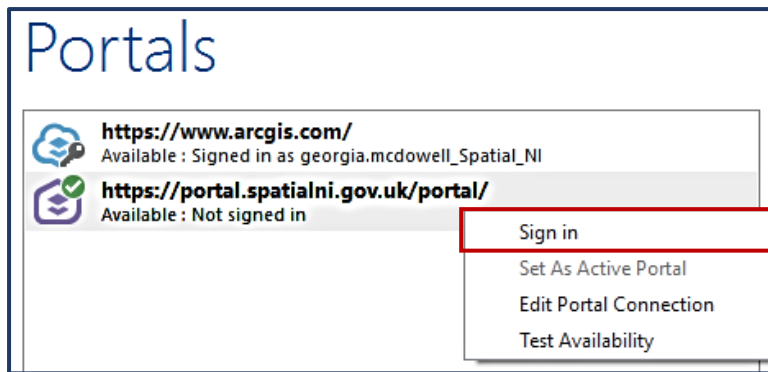 Portals
https://www.arcgis.com/
Available : Signed in as georgia.mcdowell_Spatial_NI
https://portal.spatialni.gov.uk/portal/
Available : Not signed in
Sign in
Set As Active Portal
Edit Portal Connection
Test Availability